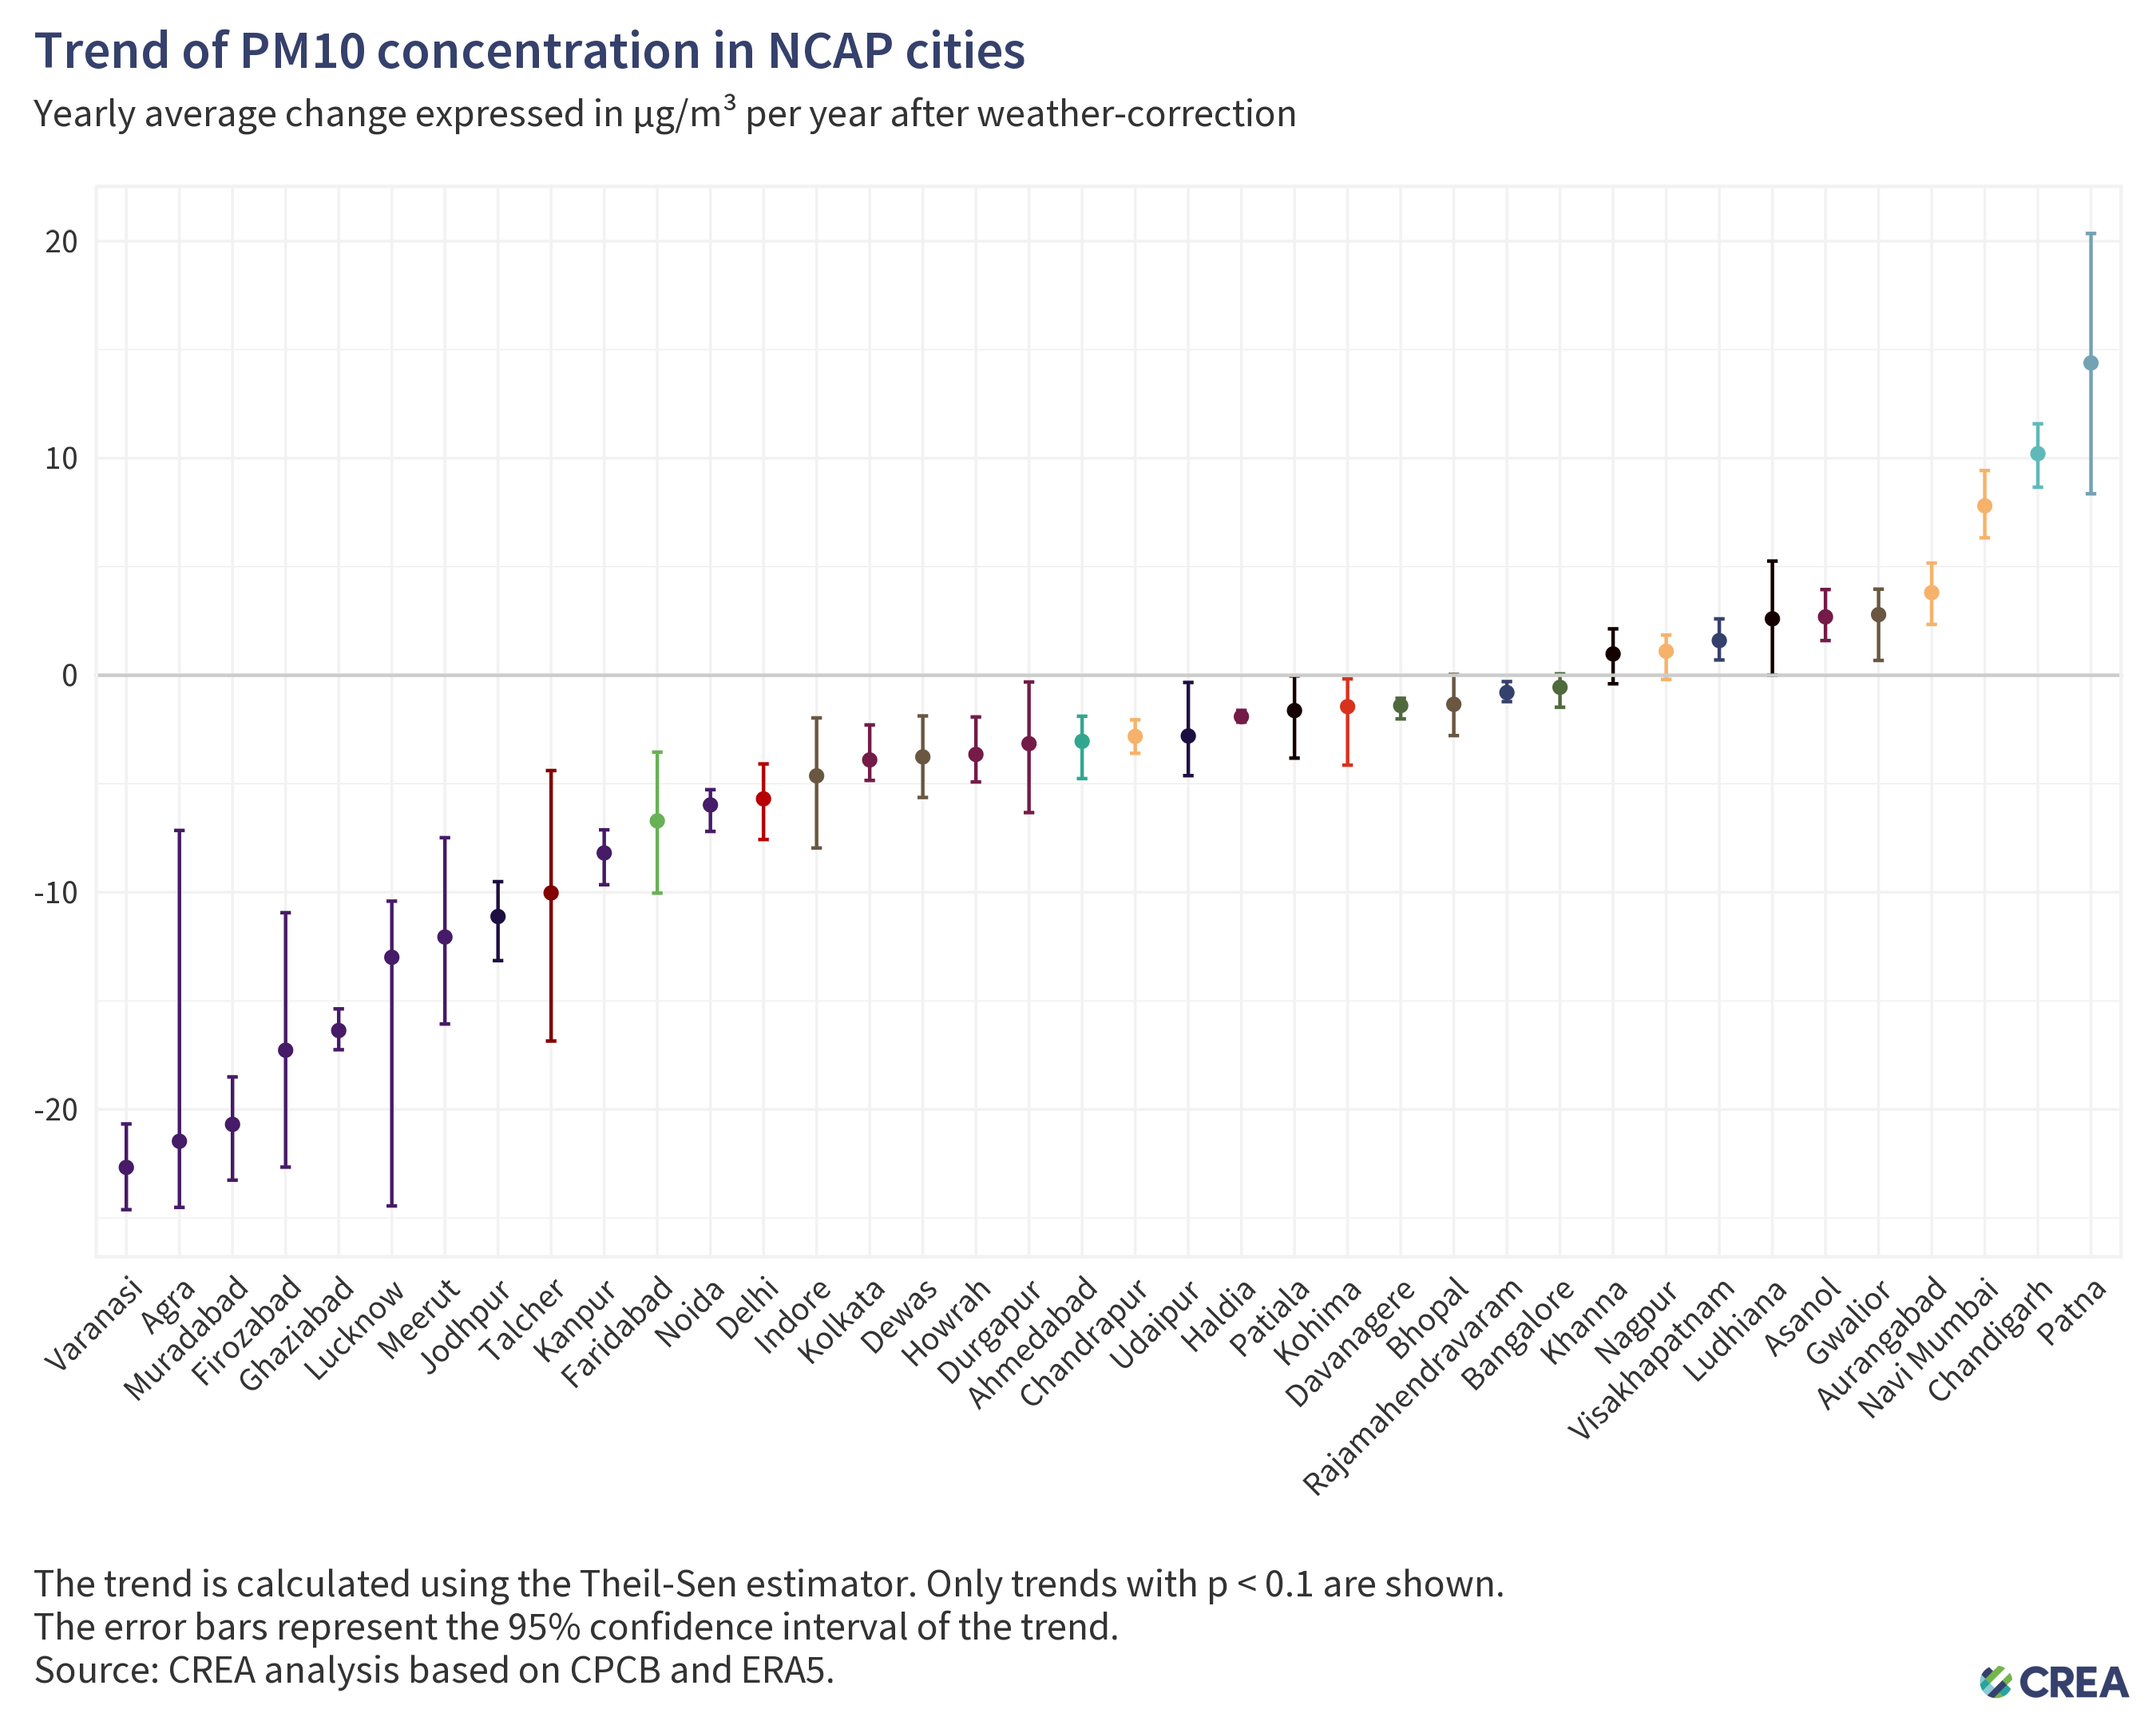 Trend of PM10 concentration in NCAP cities
Yearly average change expressed in µg/m³ per year after weather-correction
20
10
0
-10
-20
Varanasi
Agra
Muradabad
Firozabad
Ghaziabad
Lucknow
Meerut
Jodhpur
Talcher
Kanpur
Faridabad
Noida
Delhi
Indore
Kolkata
Dewas
Howrah
Durgapur
Ahmedabad
Chandrapur
Udaipur
Haldia
Patiala
Kohima
Davanagere
Bhopal
Rajamahendravaram
Bangalore
Khanna
Nagpur
Visakhapatnam
Ludhiana
Asanol
Gwalior
Aurangabad
Navi Mumbai
Chandigarh
Patna
The trend is calculated using the Theil-Sen estimator. Only trends with p < 0.1 are shown.
The error bars represent the 95% confidence interval of the trend.
Source: CREA analysis based on CPCB and ERA5.
CREA